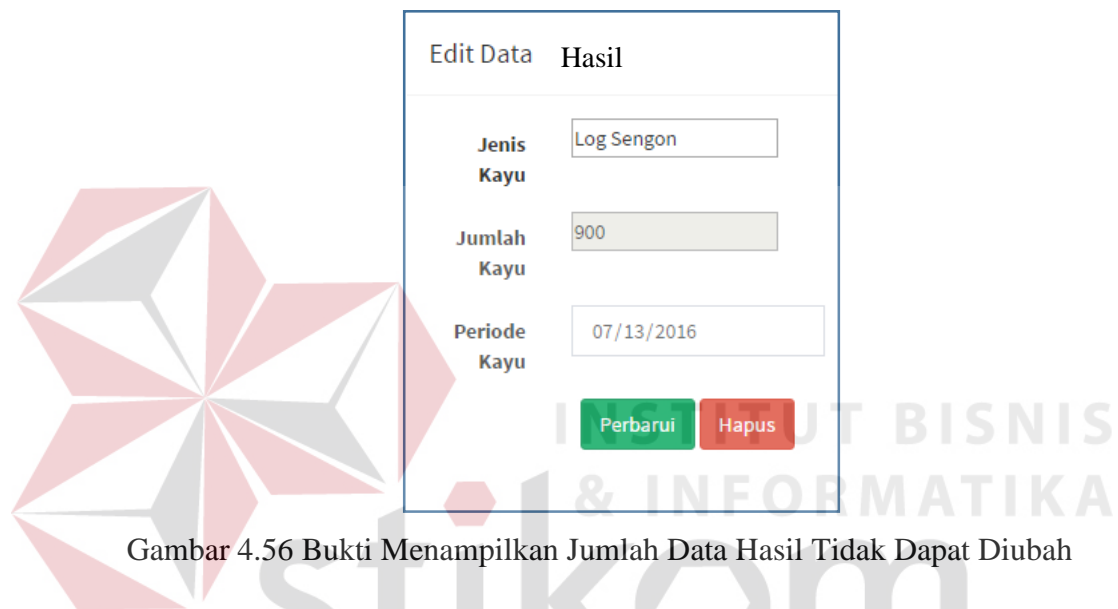 Edit Data Hasil
Jenis Kayu
Log Sengon
Jumlah Kayu
900
Periode Kayu
07/13/2016
Perbarui Hapus
INSTITUT BISNIS
& INFORMATIKA
stikom
Gambar 4.56 Bukti Menampilkan Jumlah Data Hasil Tidak Dapat Diubah